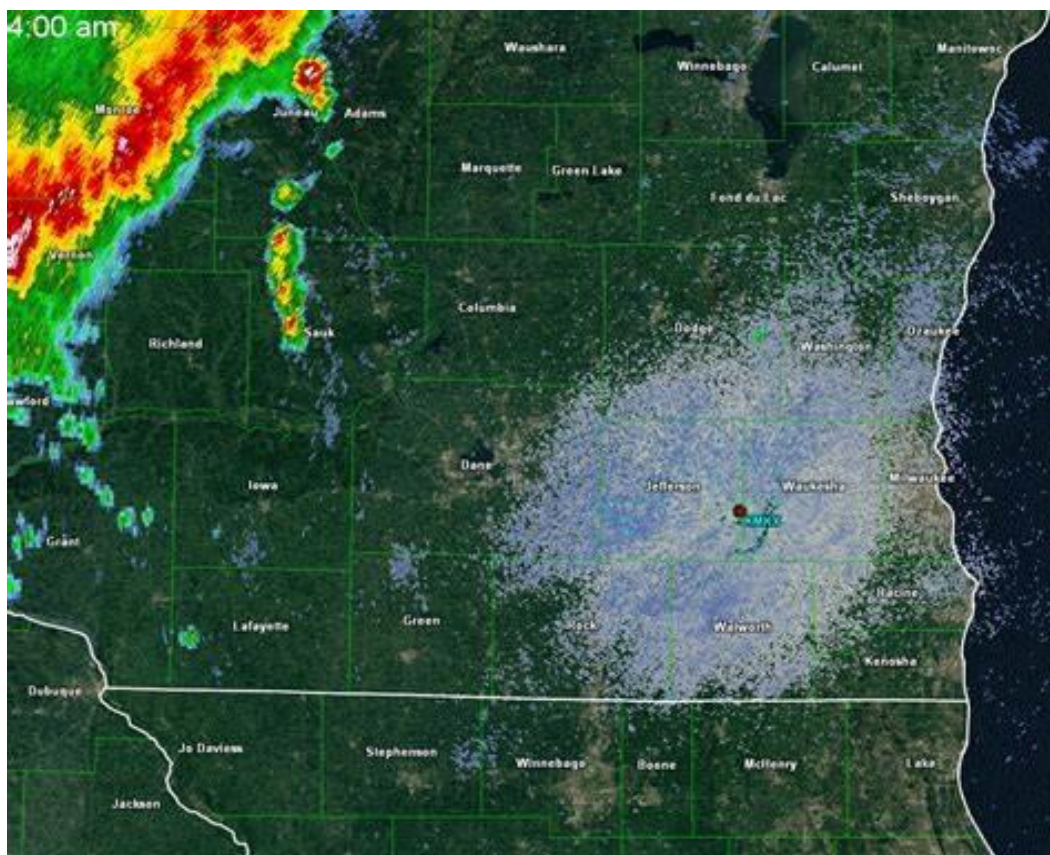 4:00 am
Waushara
Manitowoc
Winnebago
Calumet
Monroe
Juneau
Adams
Marquette
Green Lake
Fond du Lac
Sheboygan
Vernon
Columbia
Richland
Sauk
Dodge
Washington
Ozaukee
awford
Dane
Iowa
Jefferson
Waukesha
Milwaukee
KMKX
Grant
Lafayette
Green
Rock
Walworth
Racine
Kenosha
Dubuque
Jo Daviess
Stephenson
Winnebago
Boone
McHenry
Lake
Jackson